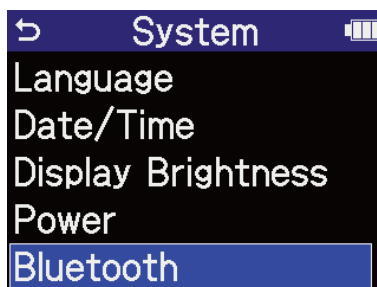 System
Language
Date/Time
Display Brightness
Power
Bluetooth